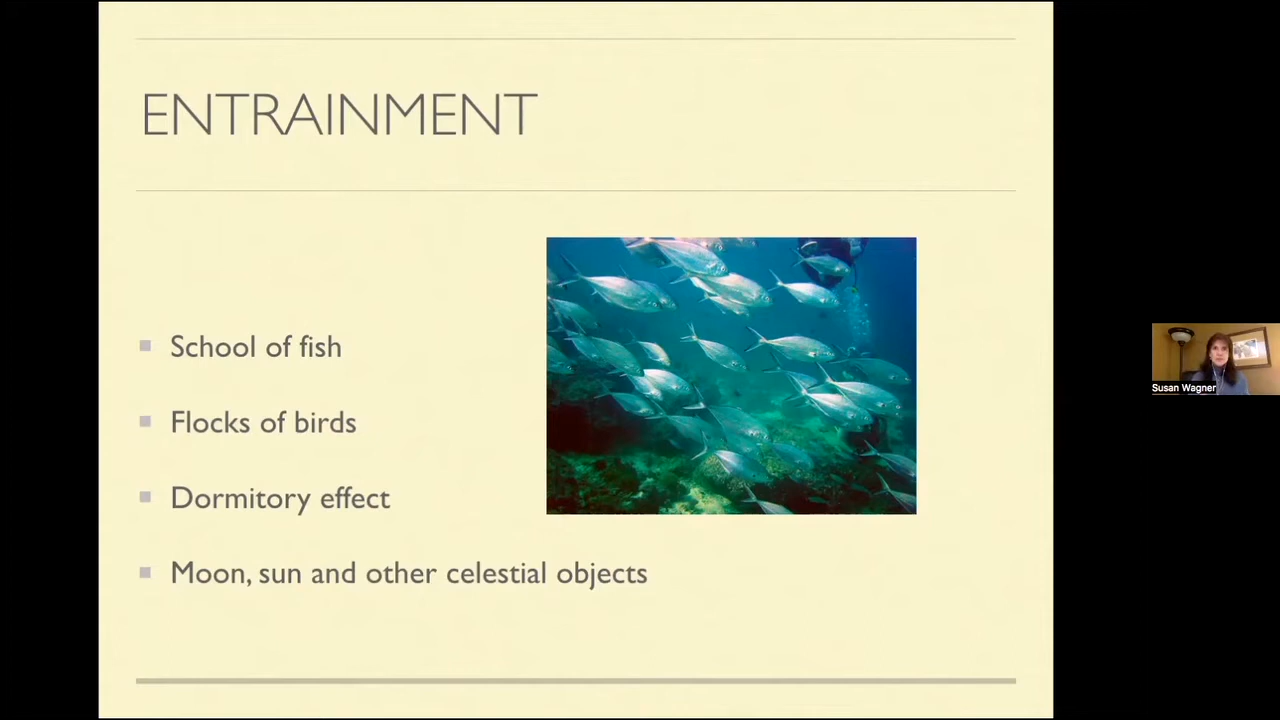 ENTRAINMENT
School of fish
Flocks of birds
Dormitory effect
Moon, sun and other celestial objects
Susan Wagner